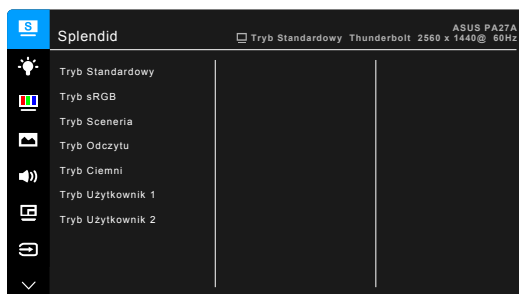 S
Splendid
ASUS PA27A
Tryb Standardowy Thunderbolt 2560 x 1440@ 60Hz
Tryb Standardowy
Tryb sRGB
Tryb Sceneria
Tryb Odczytu
Tryb Ciemni
Tryb Użytkownik 1
Tryb Użytkownik 2